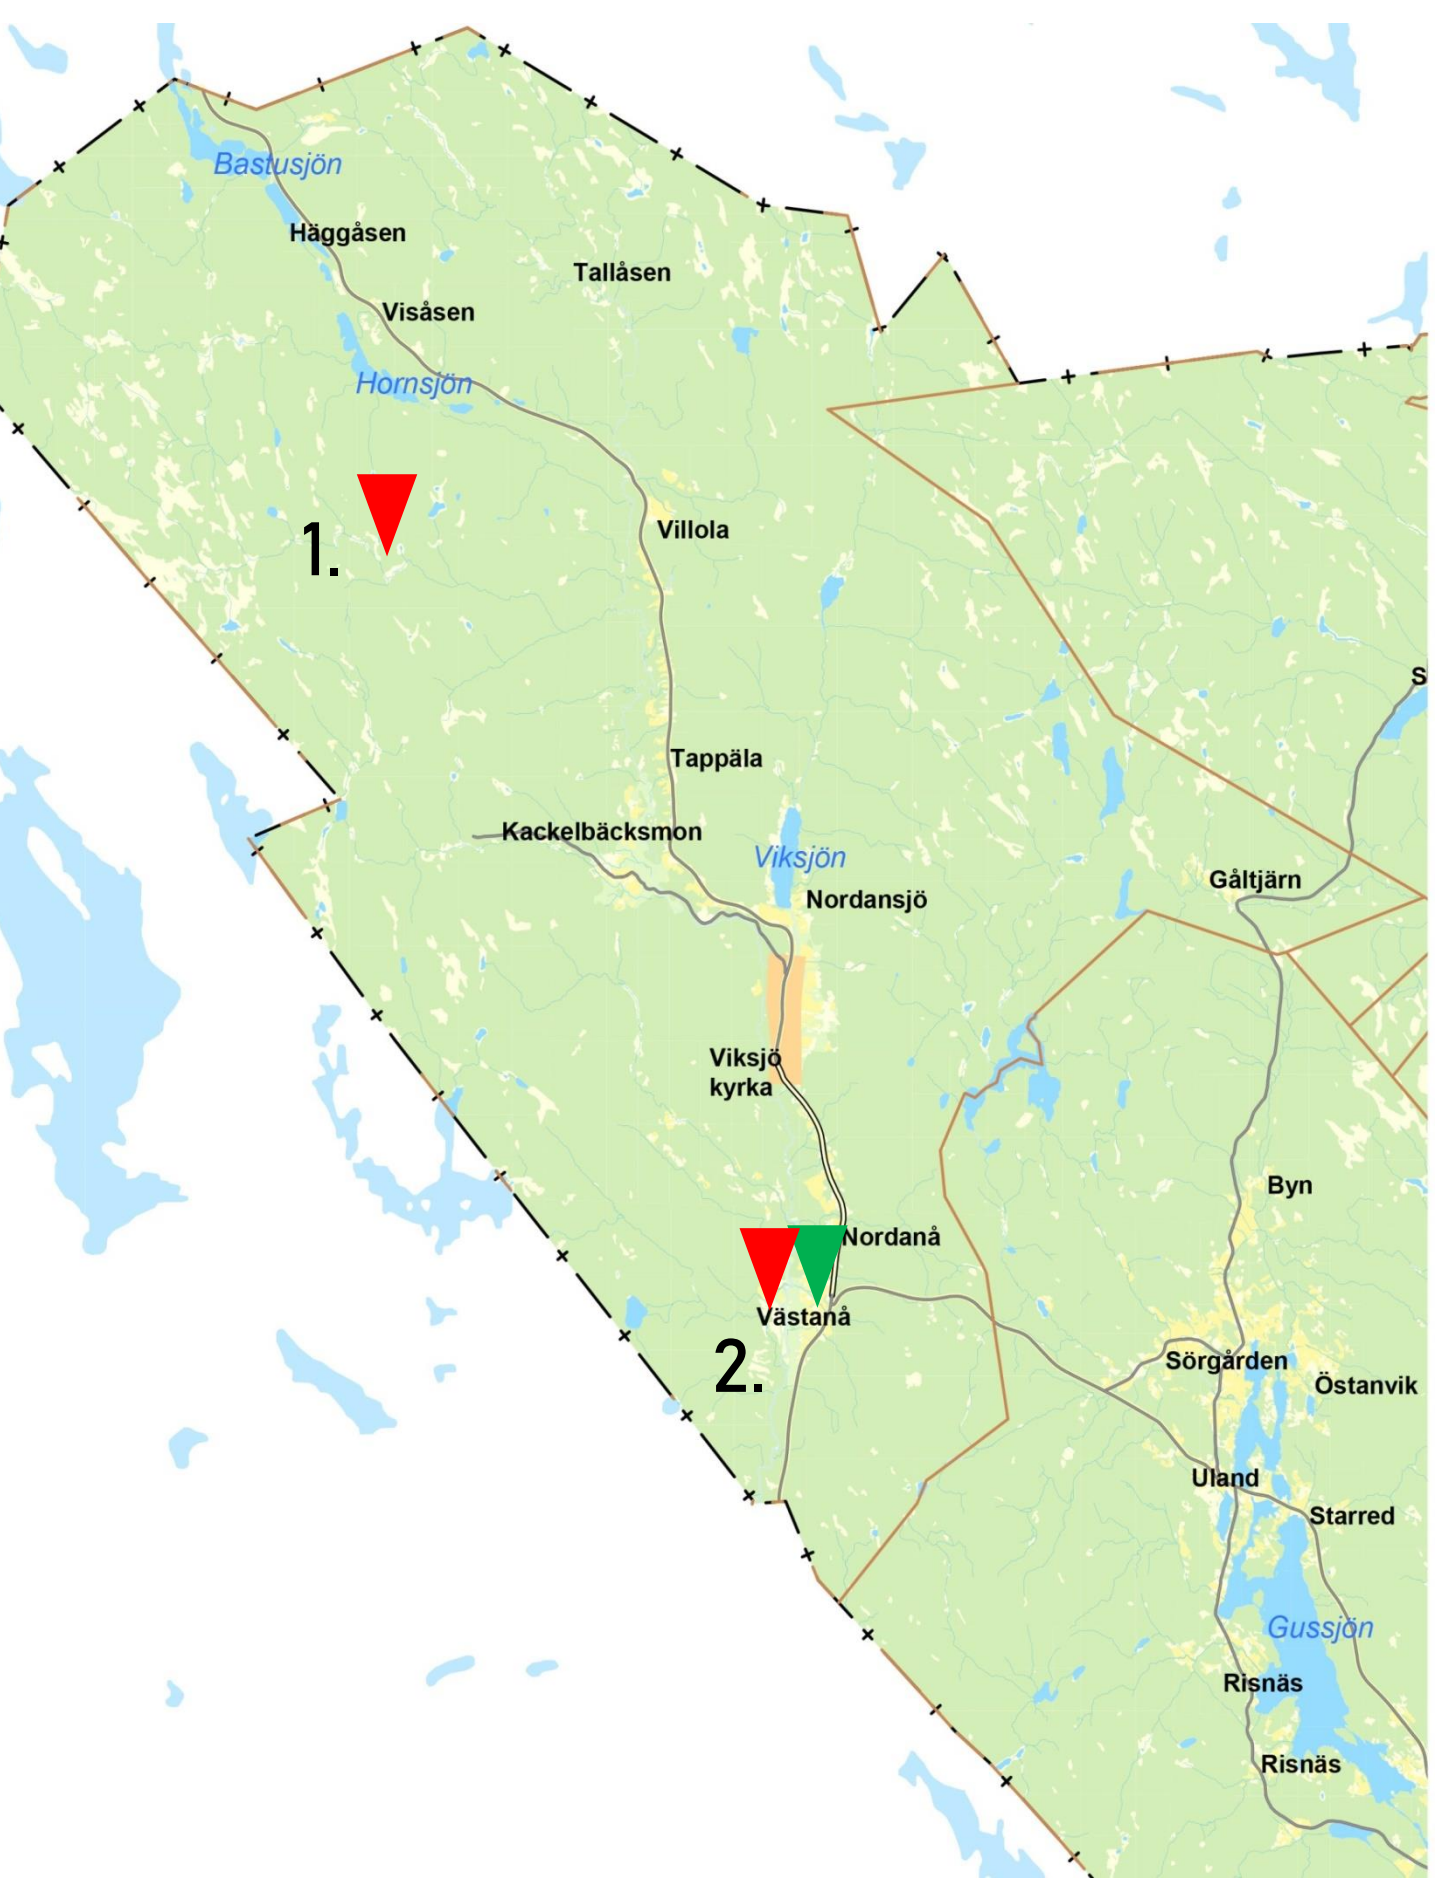 Bastusjön
Häggåsen
Tallåsen
Visåsen
Hornsjön
1.
Villola
S
Tappäla
Kackelbäcksmon
Viksjön
Gåltjärn
Nordansjö
Viksjö
kyrka
Byn
Nordanå
Västanå
2.
Sörgården
Östanvik
Uland
Starred
Gussjön
Risnäs
Risnäs